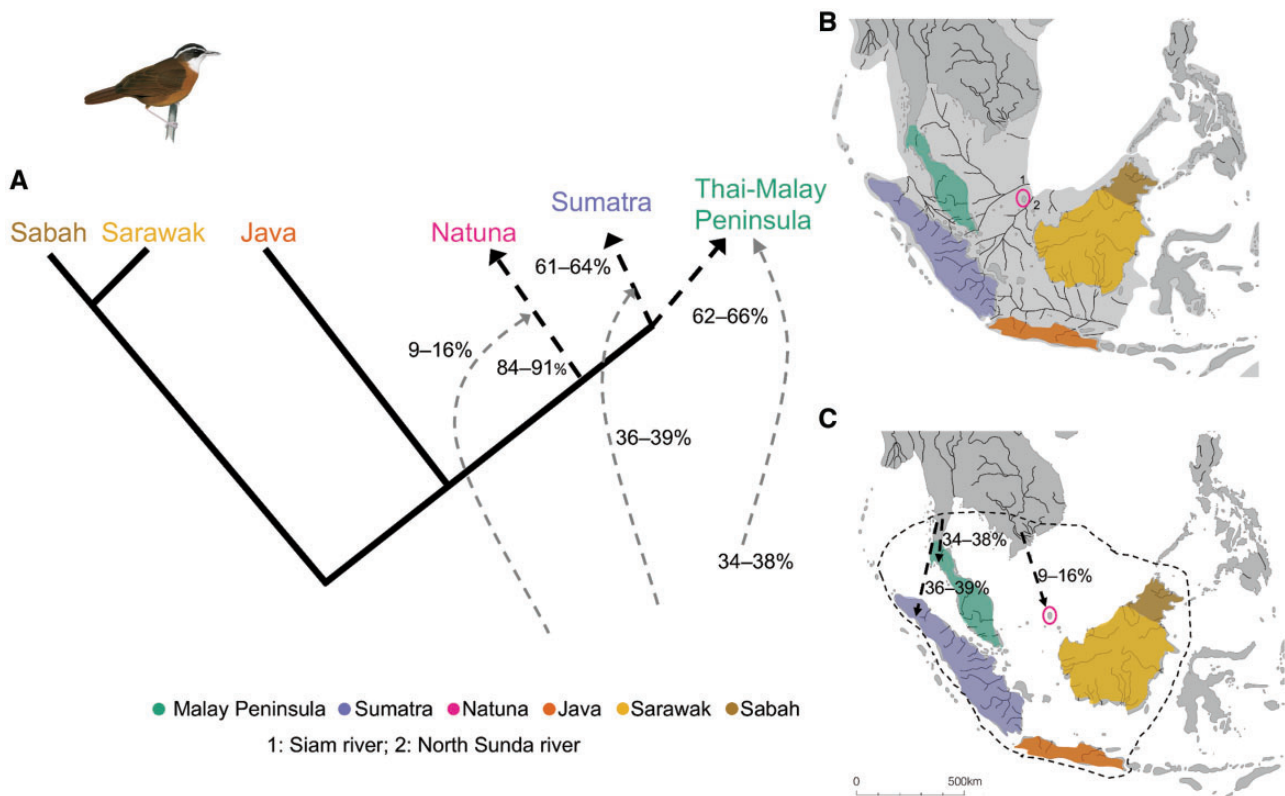 A
Sabah
Sarawak
Java
Natuna
Sumatra
Thai-Malay
Peninsula
61–64%
62–66%
9–16%
84–91%
36–39%
34–38%
B
1
2
C
34–38%
36–39%
9–16%
Malay Peninsula Sumatra Natuna Java Sarawak Sabah
1: Siam river; 2: North Sunda river
0 500km